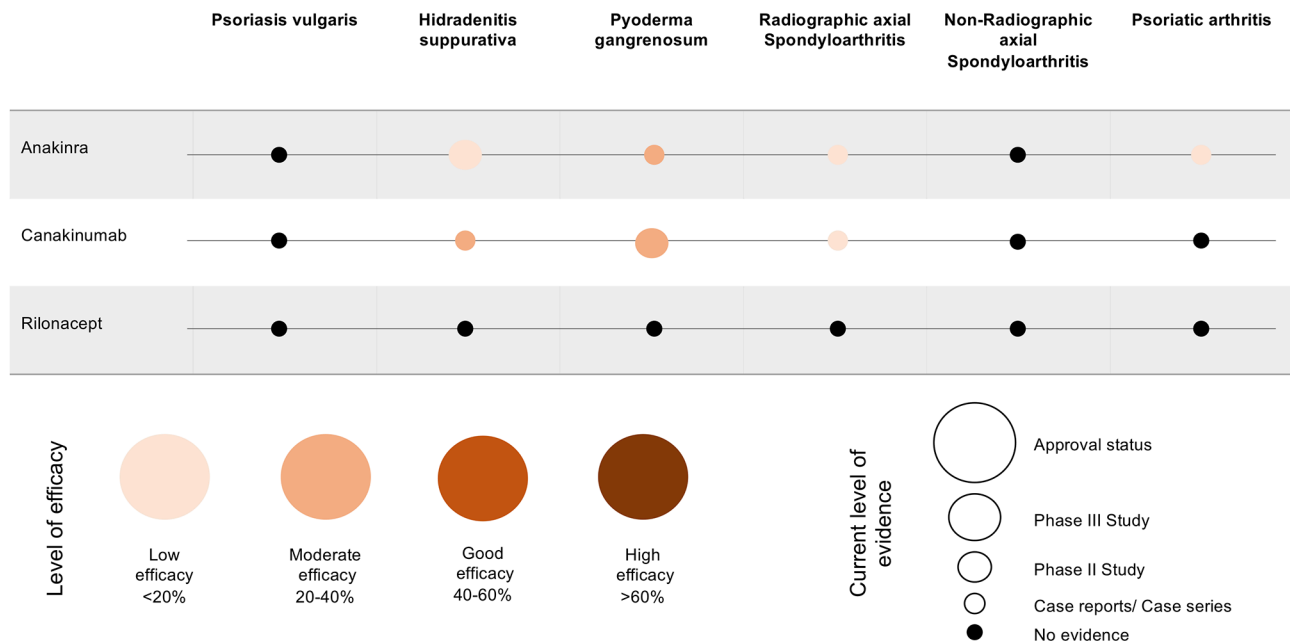 Psoriasis vulgaris
Hidradenitis
suppurativa
Pyoderma
gangrenosum
Radiographic axial
Spondyloarthritis
Non-Radiographic
axial
Spondyloarthritis
Psoriatic arthritis
Anakinra
Canakinumab
Rilonacept
Level of efficacy
Low
efficacy
<20%
Moderate
efficacy
20-40%
Good
efficacy
40-60%
High
efficacy
>60%
Current level of
evidence
Approval status
Phase III Study
Phase II Study
Case reports/ Case series
No evidence